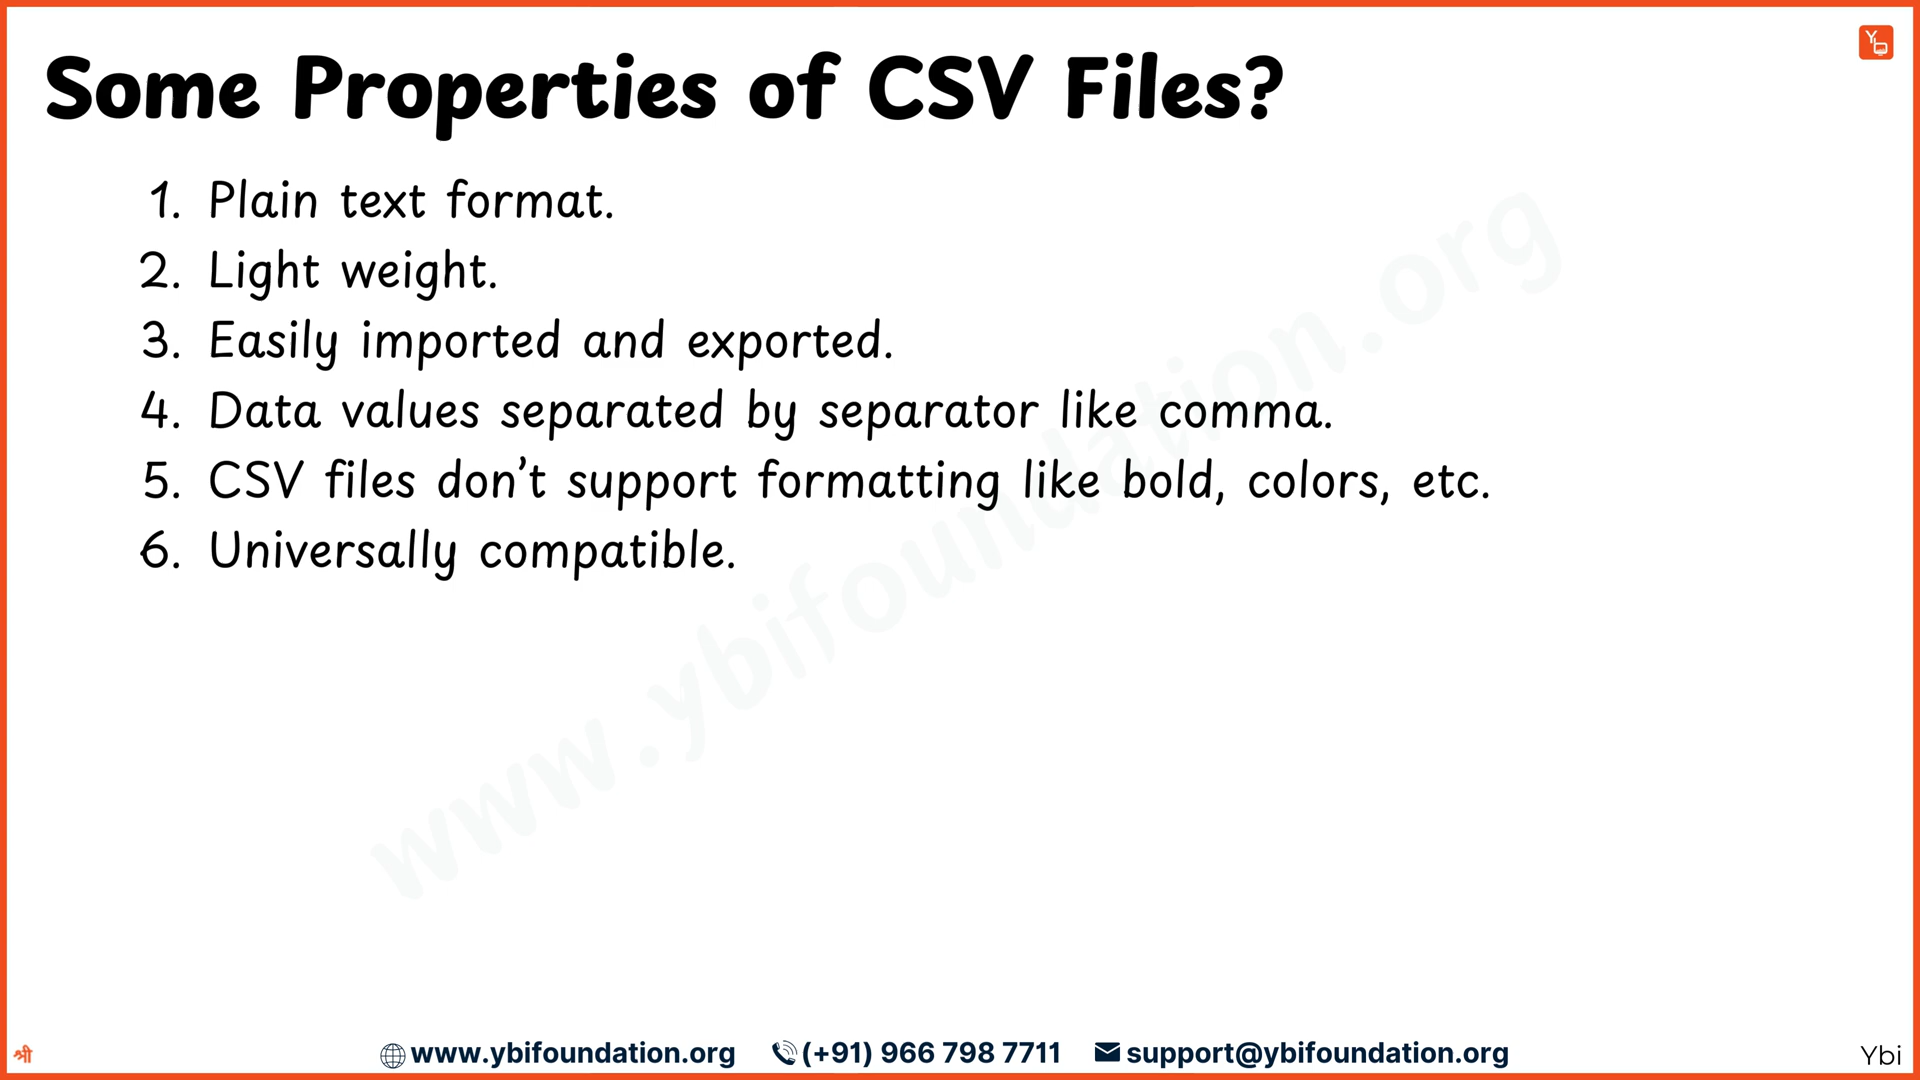 Some Properties of CSV Files?
1. Plain text format.
2. Light weight.
3. Easily imported and exported.
4. Data values separated by separator like comma.
5. CSV files don’t support formatting like bold, colors, etc.
6. Universally compatible.
www.ybifoundation.org
श्री
www.ybifoundation.org (+91) 966 798 7711 support@ybifoundation.org
Ybi